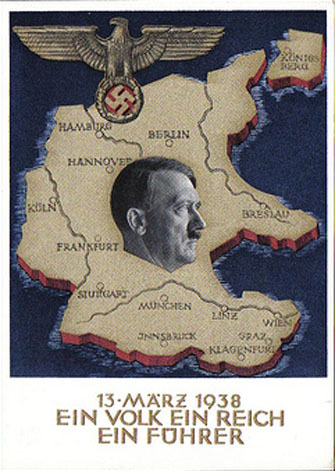 KÖNIGS
BERG
HAMBURG
BERLIN
HANNOVER
KÖLN
BRESLAU
FRANKFURT
STUTTGART
MÜNCHEN
LINZ
WIEN
INNSBRUCK
GRAZ
KLAGENFURT
13·MÄRZ 1938
EIN VOLK EIN REICH
EIN FÜHRER